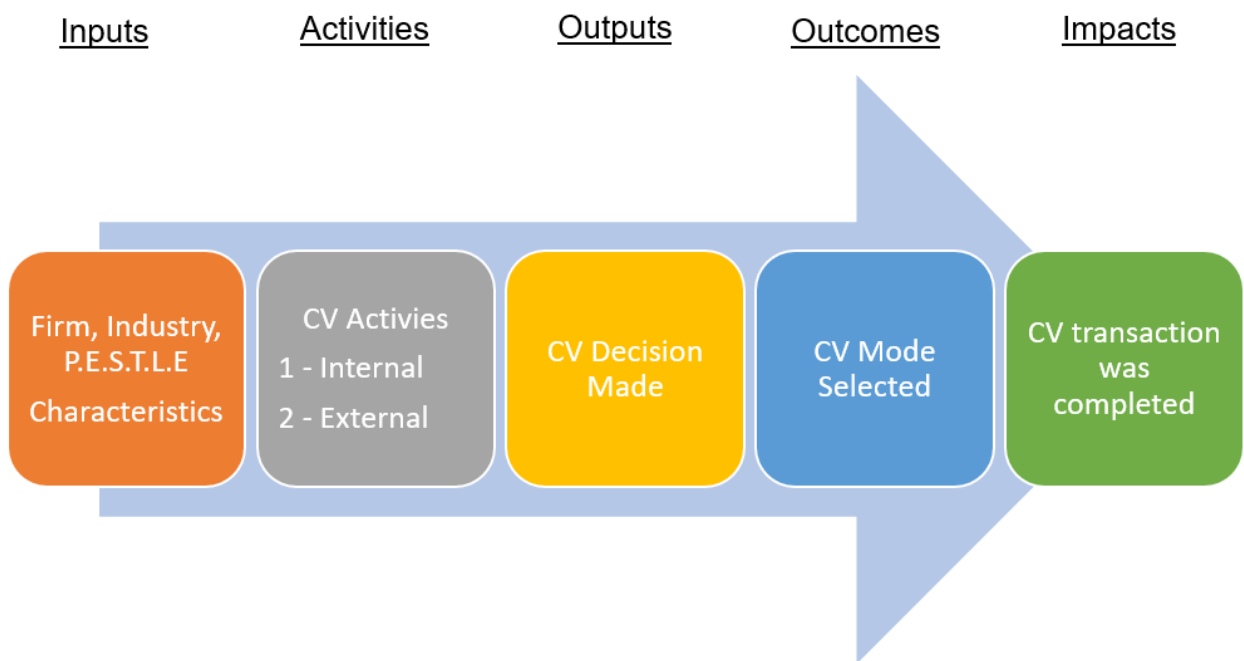 Inputs
Activities
Outputs
Outcomes
Impacts
Firm, Industry,
P.E.S.T.L.E
Characteristics
CV Activies
1 - Internal
2 - External
CV Decision
Made
CV Mode
Selected
CV transaction
was
completed